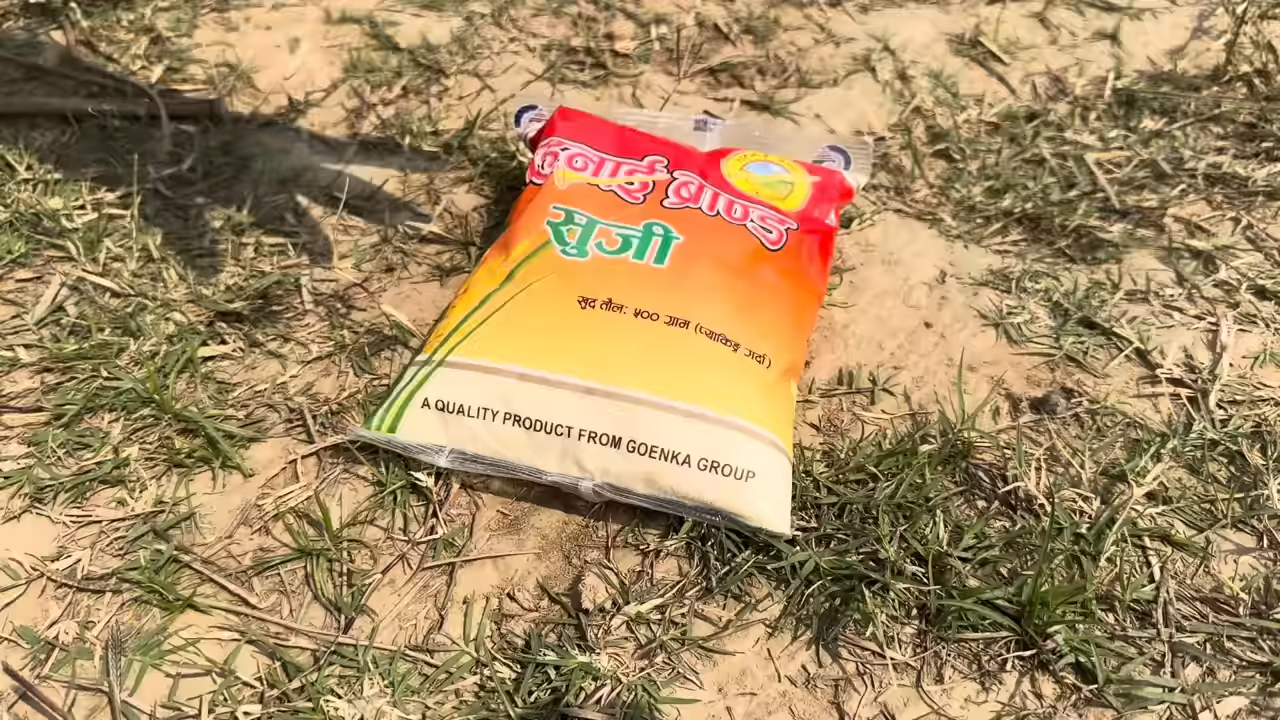 ब्राण्ड
सुजी
खुद तौल: ५०० ग्राम (प्याकिङ्ग गर्दा)
A QUALITY PRODUCT FROM GOENKA GROUP